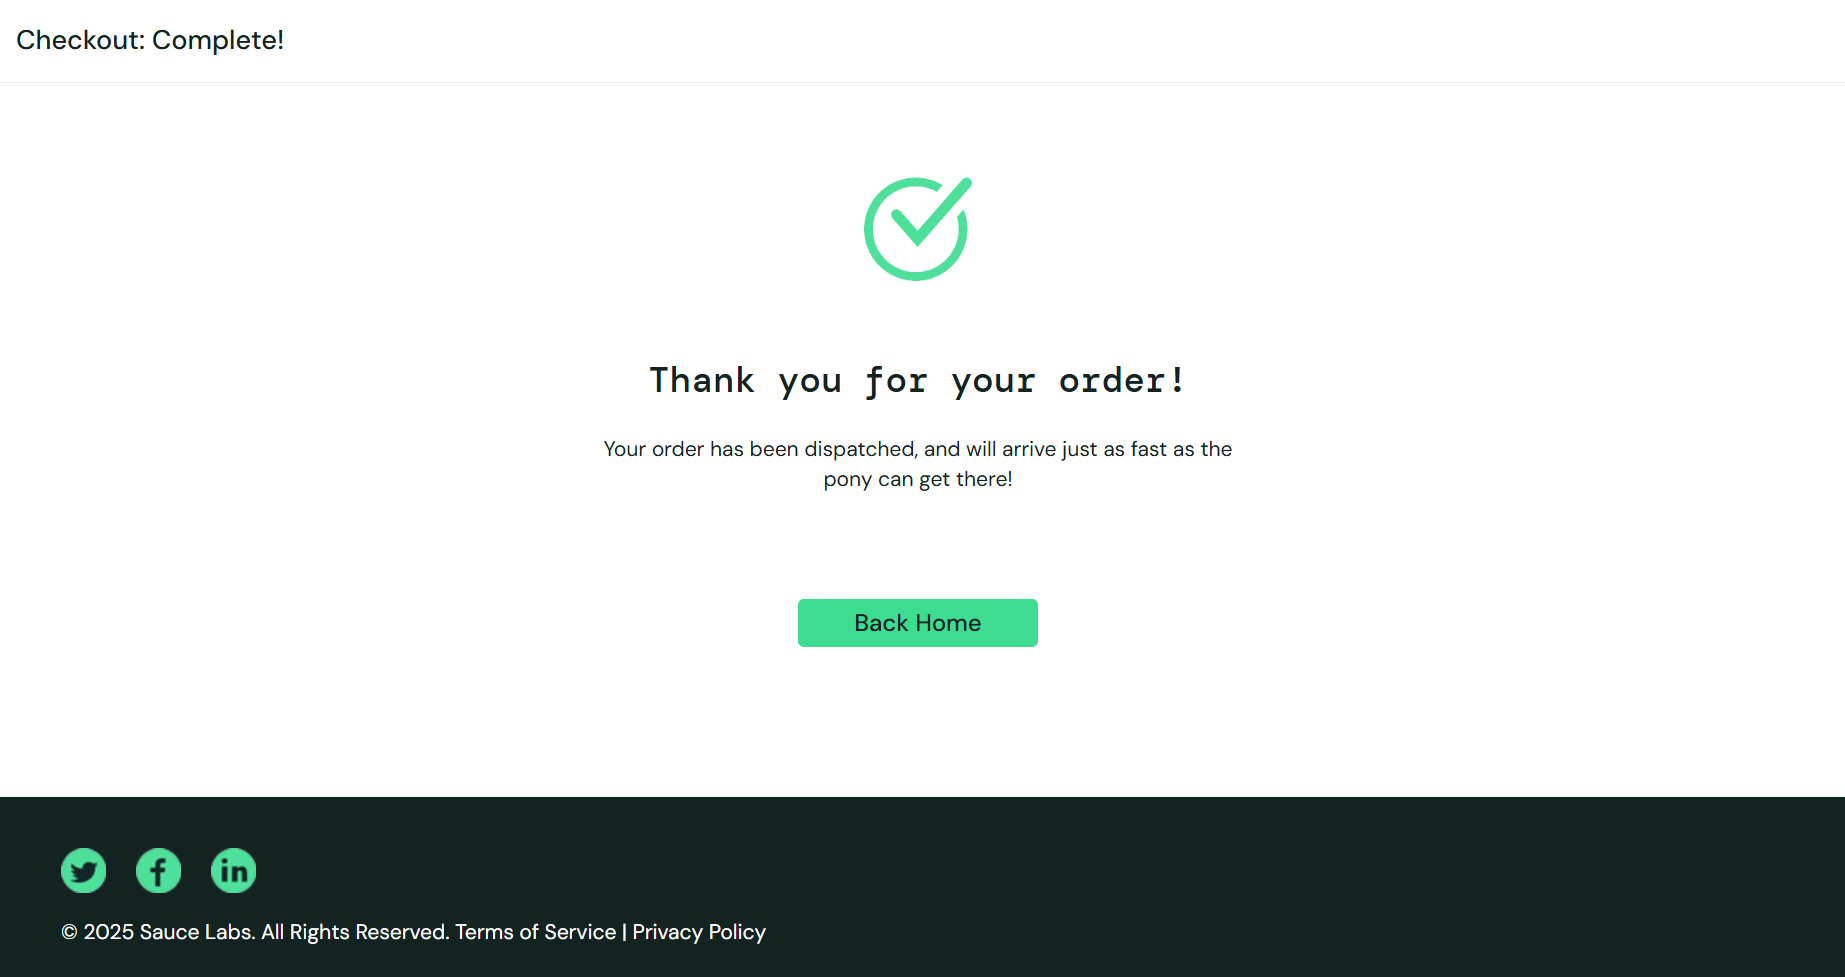 Checkout: Complete!
Thank you for your order!
Your order has been dispatched, and will arrive just as fast as the
pony can get there!
Back Home
© 2025 Sauce Labs. All Rights Reserved. Terms of Service | Privacy Policy